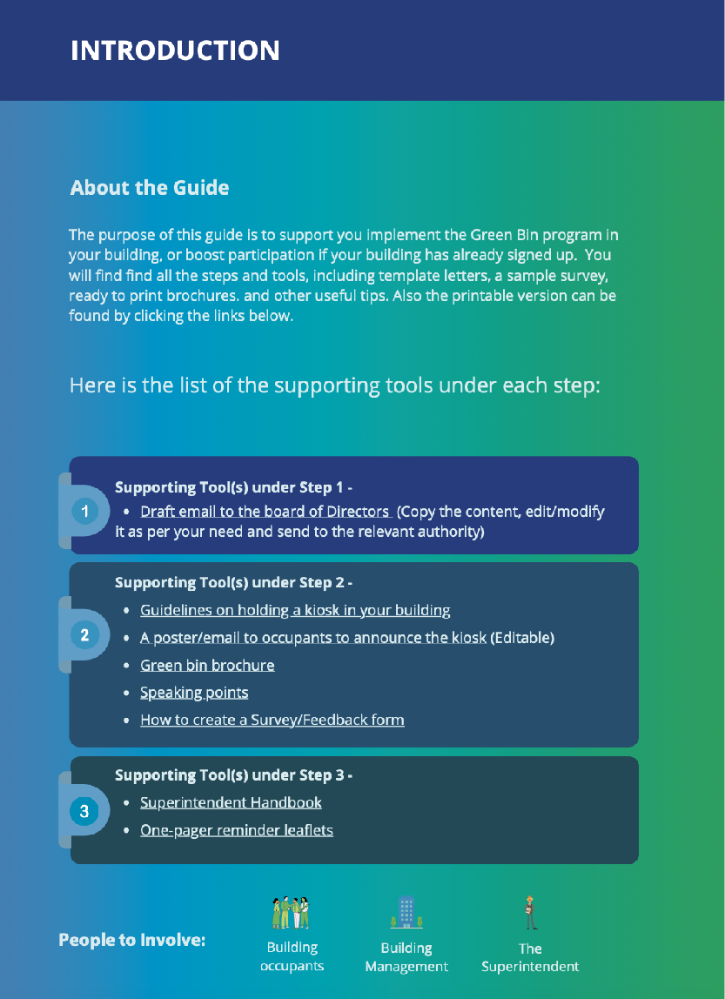 INTRODUCTION
About the Guide
The purpose of this guide is to support you implement the Green Bin program in
your building, or boost participation if your building has already signed up.  You
will find find all the steps and tools, including template letters, a sample survey,
ready to print brochures. and other useful tips. Also the printable version can be
found by clicking the links below.
Here is the list of the supporting tools under each step:
1
Supporting Tool(s) under Step 1 -
• Draft email to the board of Directors  (Copy the content, edit/modify
it as per your need and send to the relevant authority)
2
Supporting Tool(s) under Step 2 -
• Guidelines on holding a kiosk in your building
• A poster/email to occupants to announce the kiosk (Editable)
• Green bin brochure
• Speaking points
• How to create a Survey/Feedback form
3
Supporting Tool(s) under Step 3 -
• Superintendent Handbook
• One-pager reminder leaflets
People to Involve:
Building
occupants
Building
Management
The
Superintendent